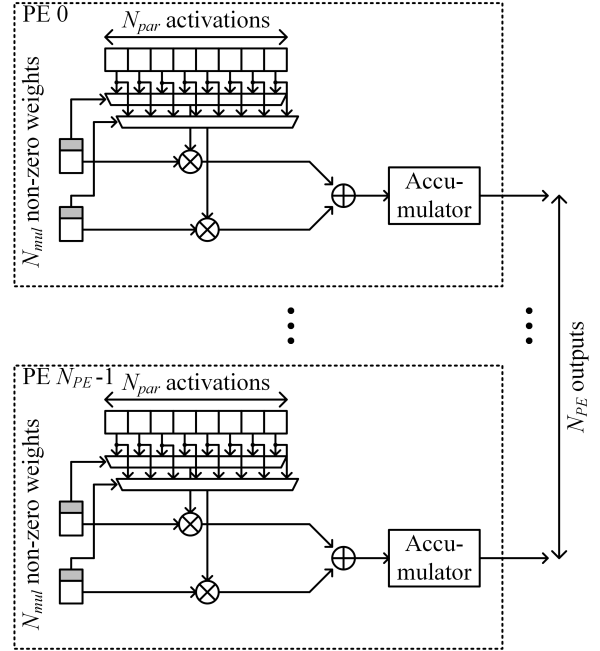 PE 0
N_par activations
N_mul non-zero weights
Accu-
mulator
PE N_PE-1
N_par activations
N_mul non-zero weights
Accu-
mulator
N_PE outputs